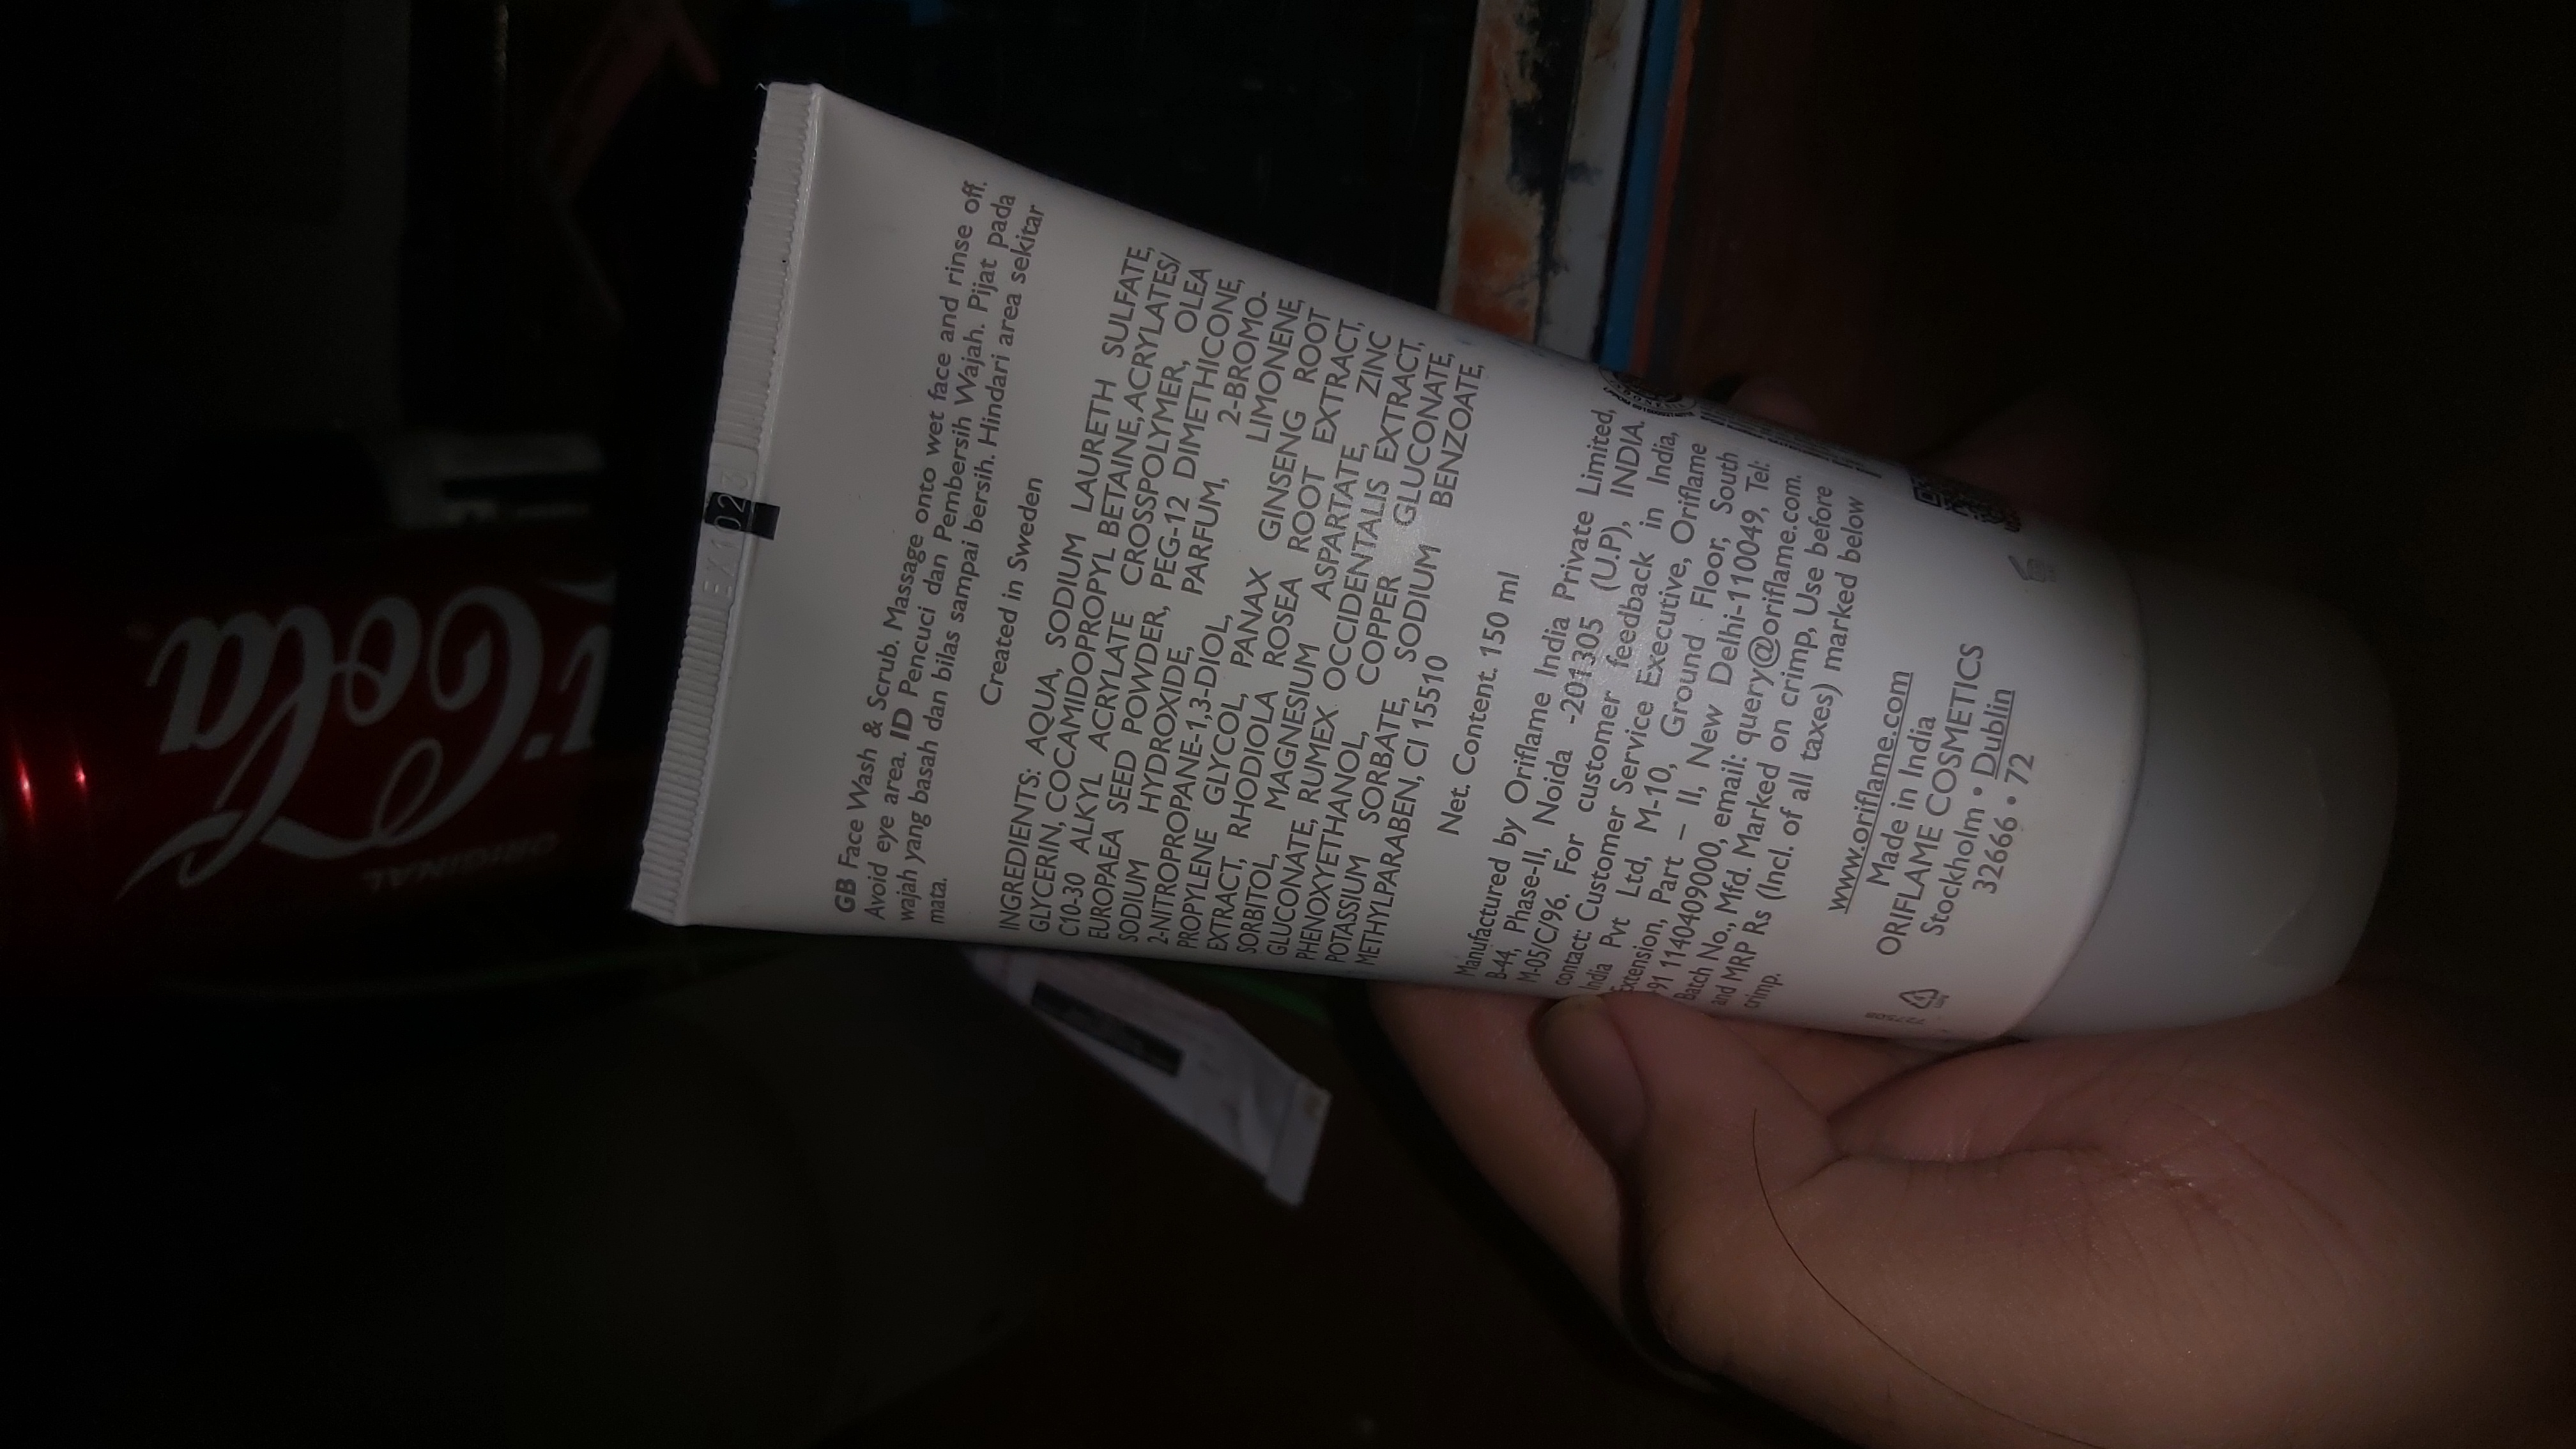 Coca-Cola
ORIGINAL
EX1023
GB Face Wash & Scrub. Massage onto wet face and rinse off.
Avoid eye area. ID Pencuci dan Pembersih Wajah. Pijat pada
wajah yang basah dan bilas sampai bersih. Hindari area sekitar
mata.
Created in Sweden
INGREDIENTS: AQUA, SODIUM LAURETH SULFATE,
GLYCERIN, COCAMIDOPROPYL BETAINE, ACRYLATES/
C10-30 ALKYL ACRYLATE CROSSPOLYMER, OLEA
EUROPAEA SEED POWDER, PEG-12 DIMETHICONE,
SODIUM HYDROXIDE, PARFUM, 2-BROMO-
2-NITROPROPANE-1,3-DIOL, LIMONENE,
PROPYLENE GLYCOL, PANAX GINSENG ROOT
EXTRACT, RHODIOLA ROSEA ROOT EXTRACT,
SORBITOL, MAGNESIUM ASPARTATE, ZINC
GLUCONATE, RUMEX OCCIDENTALIS EXTRACT,
PHENOXYETHANOL, COPPER GLUCONATE,
POTASSIUM SORBATE, SODIUM BENZOATE,
METHYLPARABEN, CI 15510
Net. Content. 150 ml
Manufactured by Oriflame India Private Limited,
B-44, Phase-II, Noida -201305 (U.P), INDIA.
M-05/C/96. For customer feedback in India,
contact: Customer Service Executive, Oriflame
India Pvt Ltd, M-10, Ground Floor, South
Extension, Part – II, New Delhi-110049, Tel:
+91 1140409000, email: query@oriflame.com.
Batch No., Mfd. Marked on crimp, Use before
and MRP Rs (Incl. of all taxes) marked below
crimp.
www.oriflame.com
Made in India
ORIFLAME COSMETICS
Stockholm • Dublin
32666 • 72